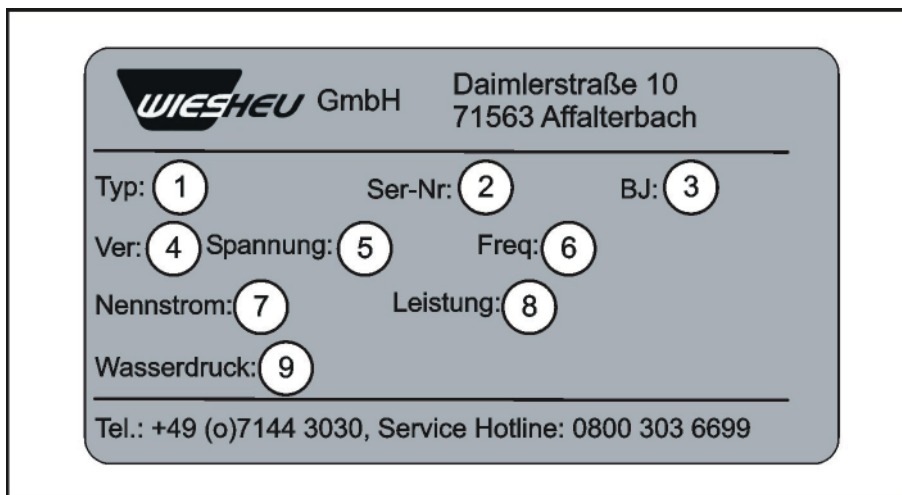 WIESHEU GmbH Daimlerstraße 10
71563 Affalterbach
Typ: 1 Ser-Nr: 2 BJ: 3
Ver: 4 Spannung: 5 Freq: 6
Nennstrom: 7 Leistung: 8
Wasserdruck: 9
Tel.: +49 (o)7144 3030, Service Hotline: 0800 303 6699